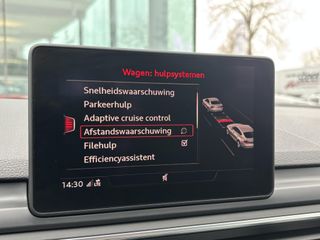 Wagen: hulpsystemen
Snelheidswaarschuwing
Parkeerhulp
Adaptive cruise control
Afstandswaarschuwing
Filehulp
Efficiencyassistent
14:30